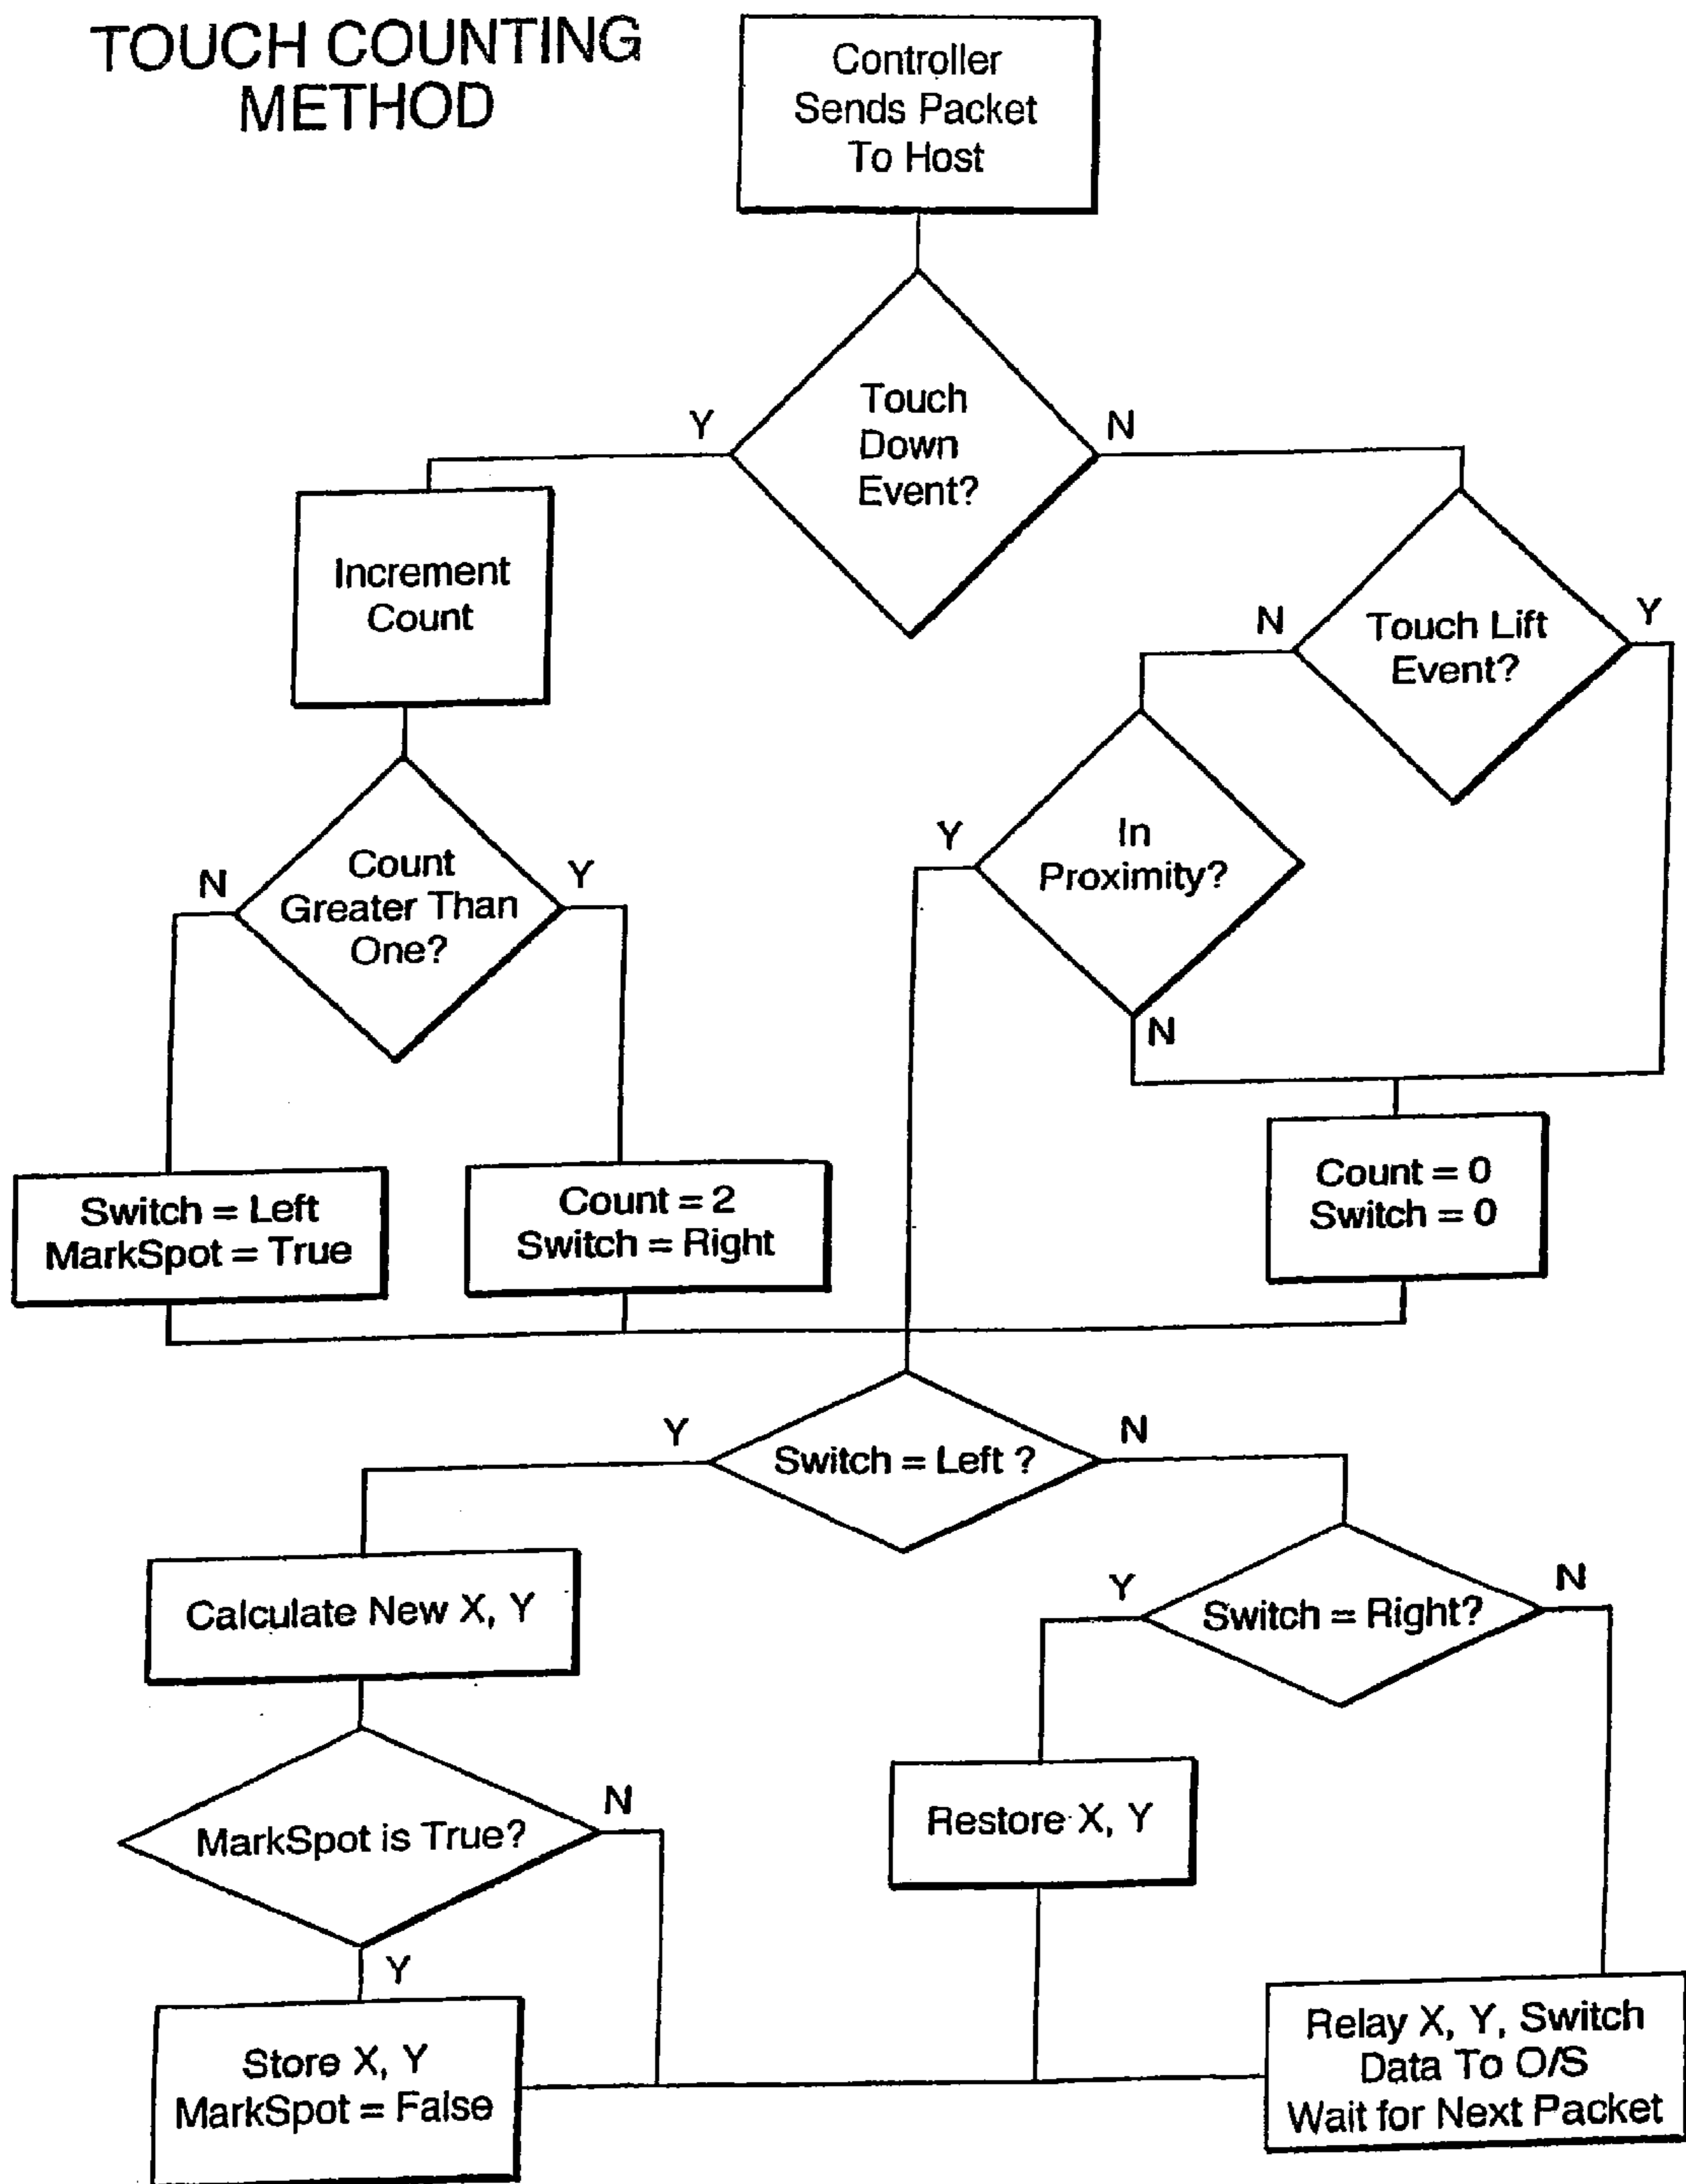 TOUCH COUNTING
METHOD
Controller
Sends Packet
To Host
Touch
Down
Event?
Y
N
Increment
Count
Touch Lift
Event?
N
Y
In
Proximity?
Y
N
Count
Greater Than
One?
N
Y
Switch = Left
MarkSpot = True
Count = 2
Switch = Right
Count = 0
Switch = 0
Switch = Left ?
Y
N
Calculate New X, Y
Switch = Right?
Y
N
MarkSpot is True?
N
Y
Restore X, Y
Store X, Y
MarkSpot = False
Relay X, Y, Switch
Data To O/S
Wait for Next Packet